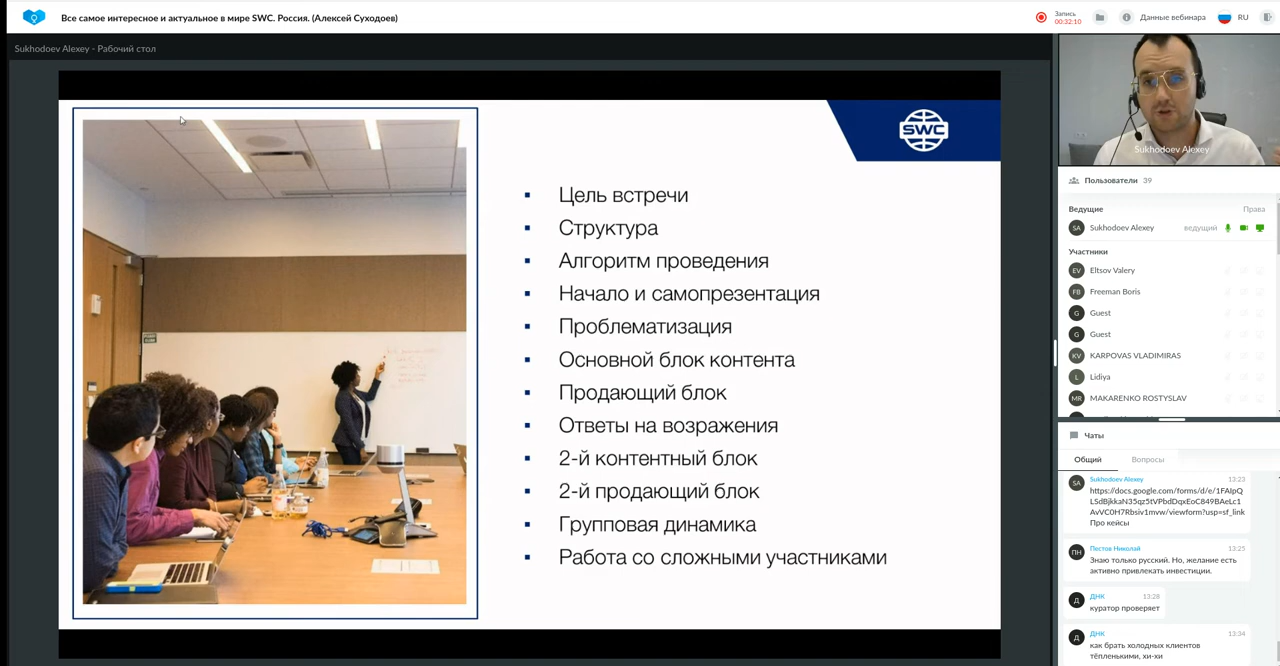 Все самое интересное и актуальное в мире SWC. Россия. (Алексей Суходоев)
Запись
00:32:10
Данные вебинара
RU
Sukhodoev Alexey - Рабочий стол
SWC
Цель встречи
Структура
Алгоритм проведения
Начало и самопрезентация
Проблематизация
Основной блок контента
Продающий блок
Ответы на возражения
2-й контентный блок
2-й продающий блок
Групповая динамика
Работа со сложными участниками
Sukhodoev Alexey
Пользователи 39
Ведущие Права
SA Sukhodoev Alexey ведущий
Участники
EV Eltsov Valery
FB Freeman Boris
G Guest
G Guest
KV KARPOVAS VLADIMIRAS
L Lidiya
MR MAKARENKO ROSTYSLAV
Чаты
Общий Вопросы
SA Sukhodoev Alexey 13:23
https://docs.google.com/forms/d/e/1FAIpQ
LSdBjkkaN35qz5tVPbdDqxEoC849BAeLc1
AvVC0H7Rbsiv1mvw/viewform?usp=sf_link
Про кейсы
ПН Пестов Николай 13:25
Знаю только русский. Но, желание есть
активно привлекать инвестиции.
Д ДНК 13:28
куратор проверяет
Д ДНК 13:34
как брать холодных клиентов
тёпленькими, хи-хи